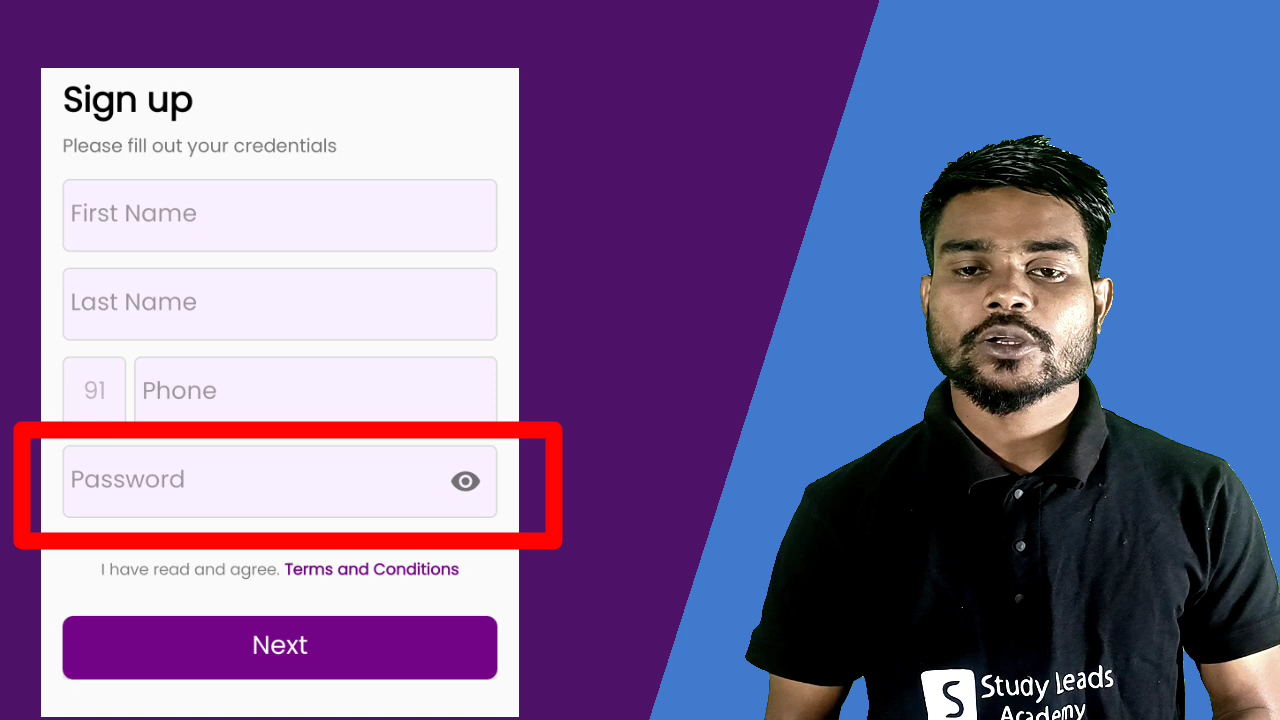 Sign up
Please fill out your credentials
First Name
Last Name
91 Phone
Password
I have read and agree. Terms and Conditions
Next
S Study Leads
Academy